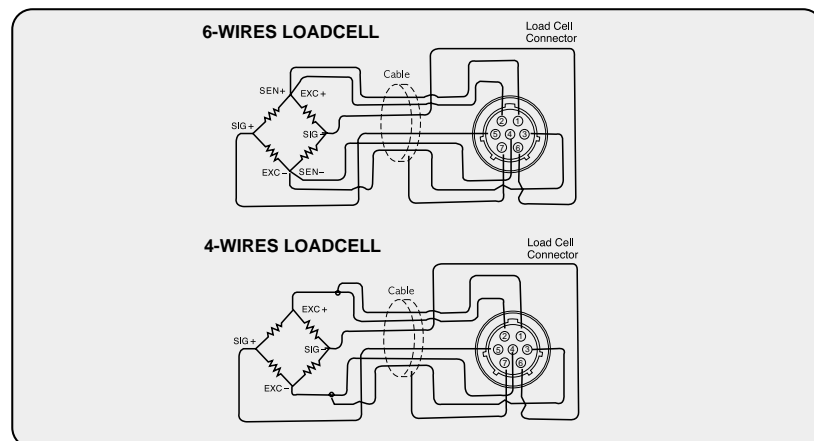 6-WIRES LOADCELL
Load Cell
Connector
Cable
SEN+
EXC+
SIG+
SIG-
EXC-
SEN-
2 1
5 4 3
7 6
4-WIRES LOADCELL
Load Cell
Connector
Cable
EXC+
SIG+
SIG-
EXC-
2 1
5 4 3
7 6